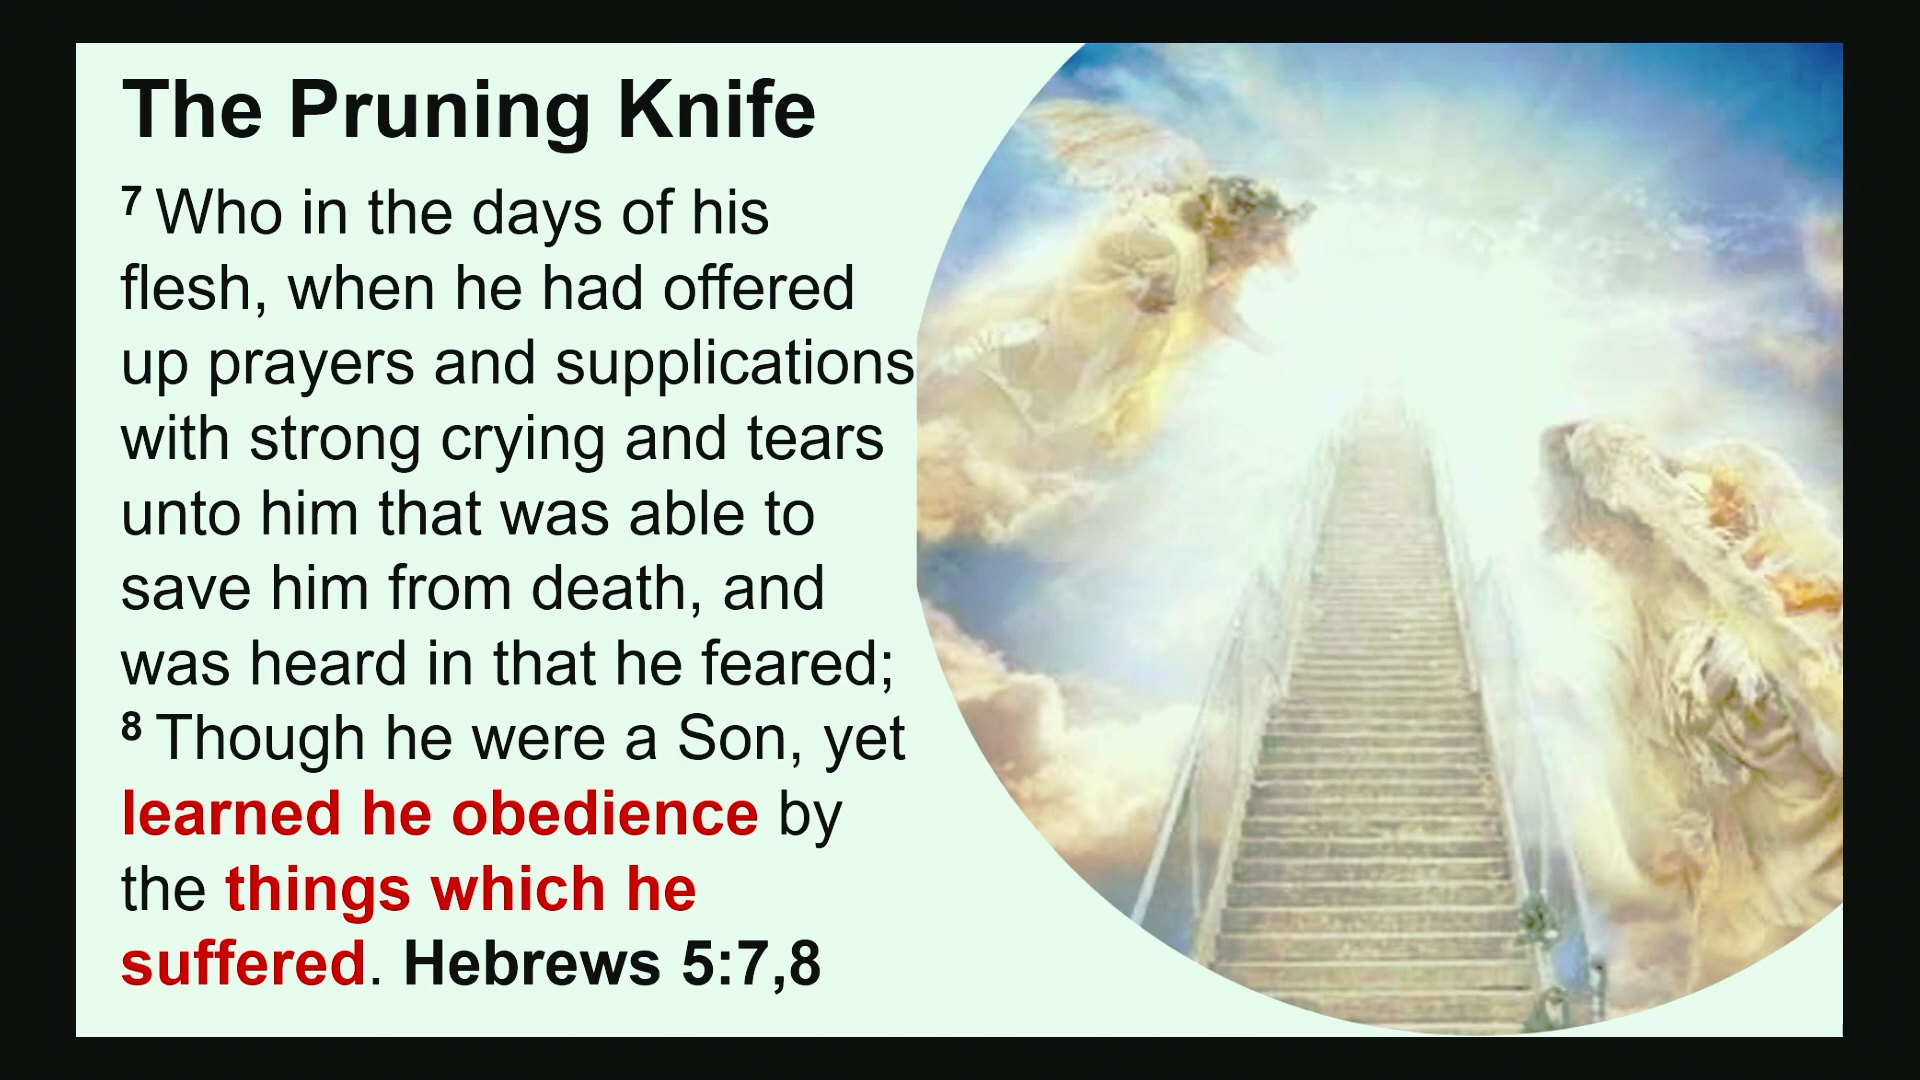 The Pruning Knife
7 Who in the days of his
flesh, when he had offered
up prayers and supplications
with strong crying and tears
unto him that was able to
save him from death, and
was heard in that he feared;
8 Though he were a Son, yet
learned he obedience by
the things which he
suffered. Hebrews 5:7,8